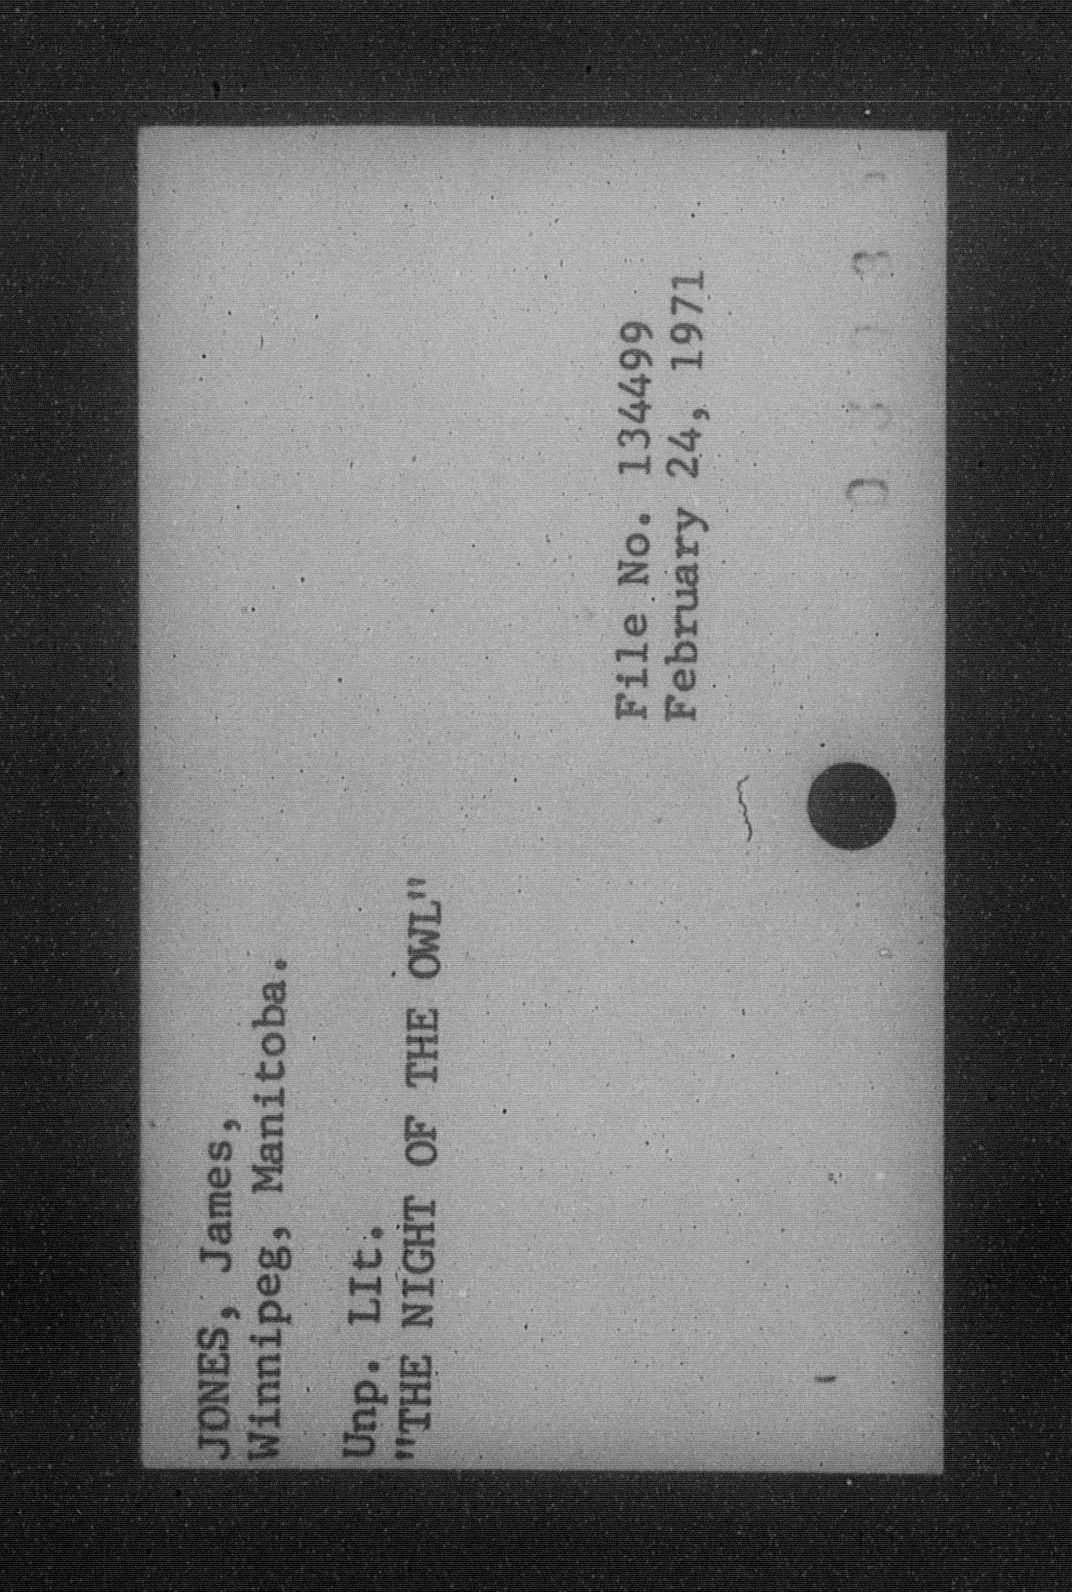 JONES, James,
Winnipeg, Manitoba.
Unp. LIt.
"THE NIGHT OF THE OWL"
File No. 134499
February 24, 1971